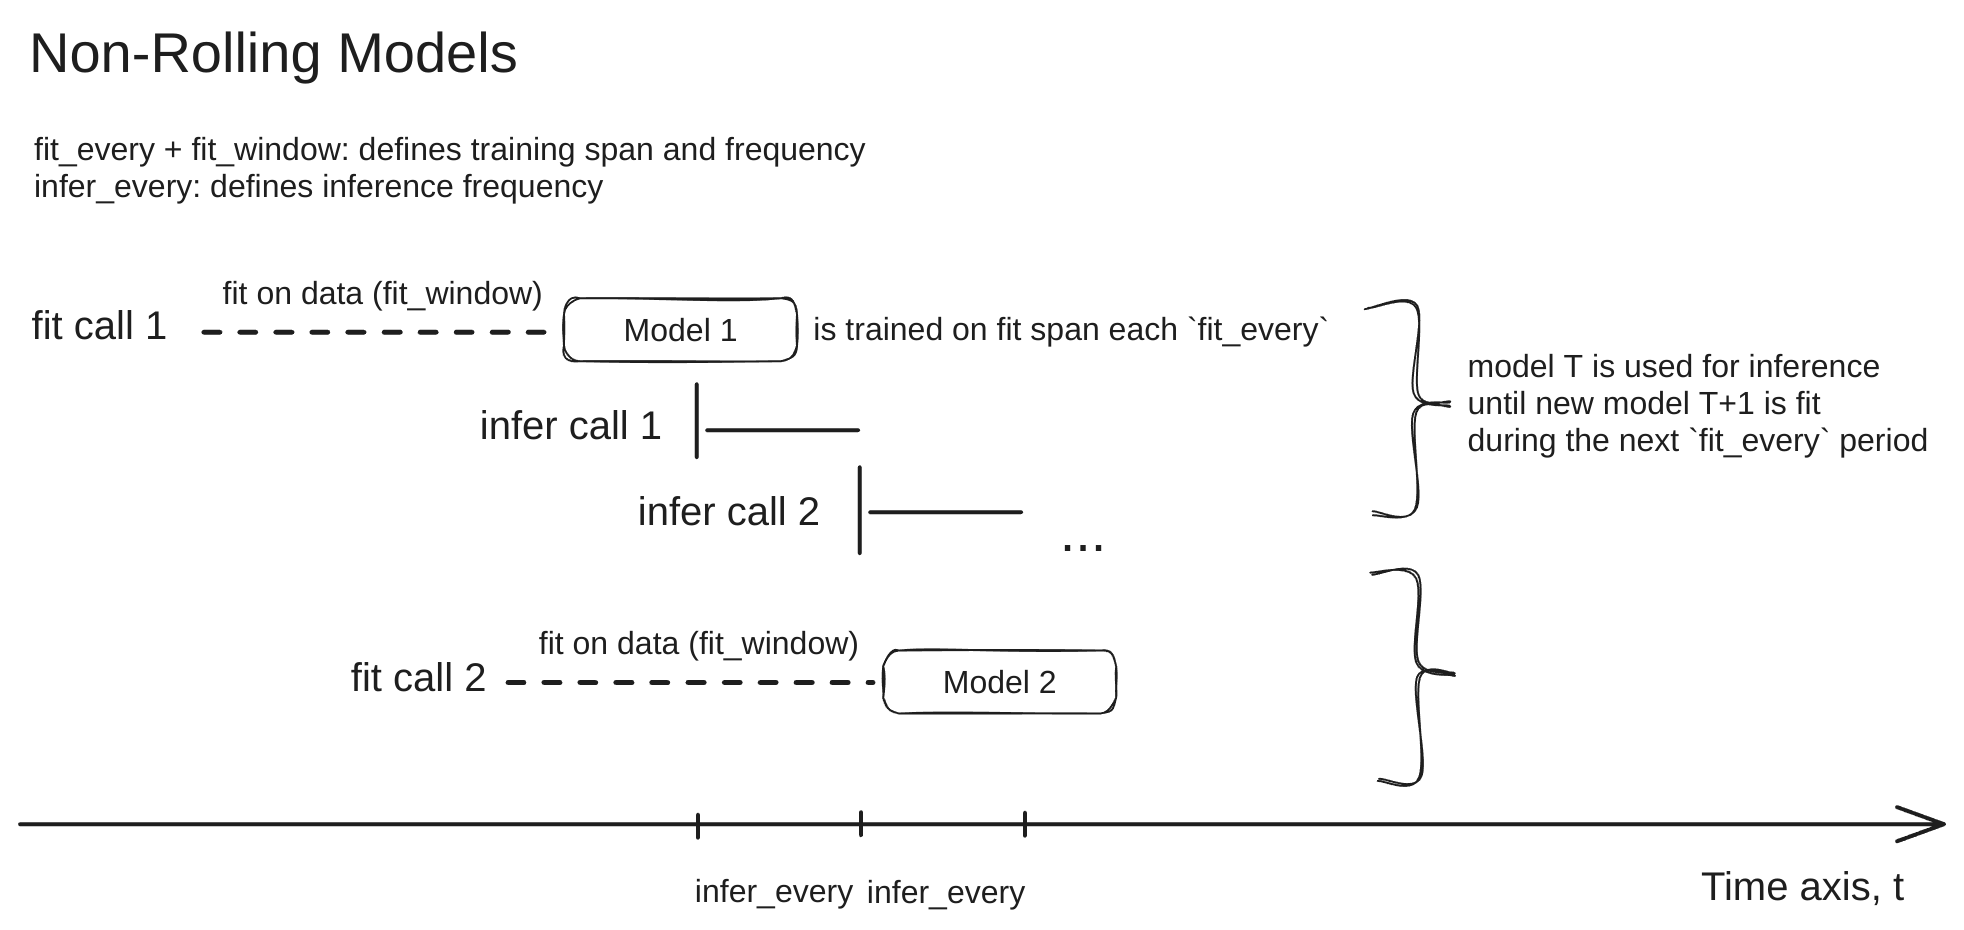 Non-Rolling Models
fit_every + fit_window: defines training span and frequency
infer_every: defines inference frequency
fit on data (fit_window)
fit call 1
Model 1
is trained on fit span each `fit_every`
model T is used for inference
until new model T+1 is fit
during the next `fit_every` period
infer call 1
infer call 2
...
fit on data (fit_window)
fit call 2
Model 2
infer_every infer_every
Time axis, t